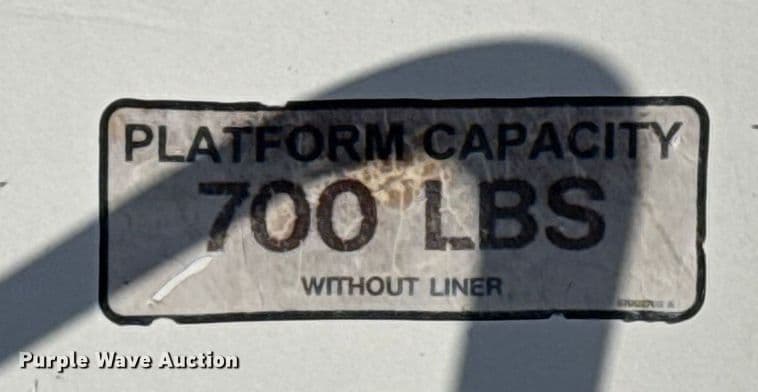 PLATFORM CAPACITY
700 LBS
WITHOUT LINER
Purple Wave Auction